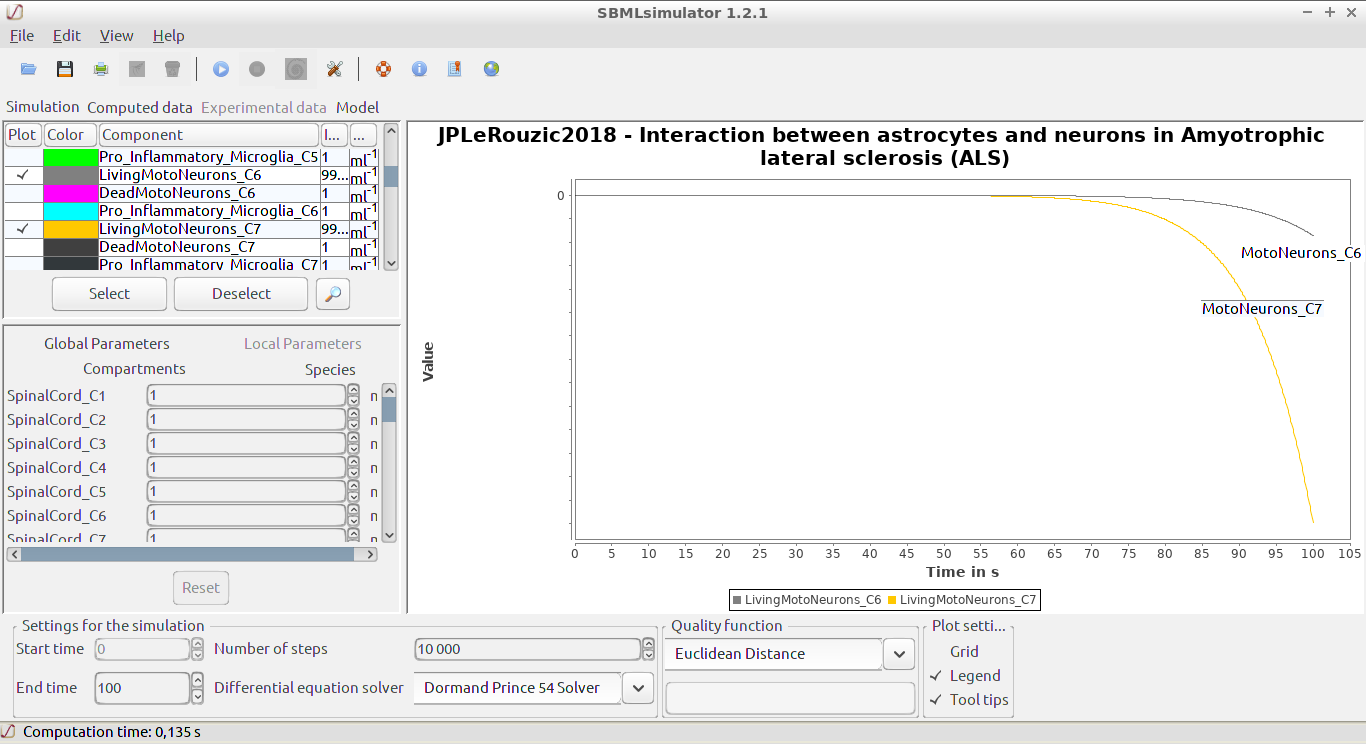 SBMLsimulator 1.2.1
File Edit View Help
Simulation Computed data Experimental data Model
Plot Color Component I... ...
Pro_Inflammatory_Microglia_C5 1 ml^-1
LivingMotoNeurons_C6 99... ml^-1
DeadMotoNeurons_C6 1 ml^-1
Pro_Inflammatory_Microglia_C6 1 ml^-1
LivingMotoNeurons_C7 99... ml^-1
DeadMotoNeurons_C7 1 ml^-1
Pro_Inflammatory_Microglia_C7 1 ml^-1
Select Deselect
Global Parameters Local Parameters
Compartments Species
SpinalCord_C1 1
SpinalCord_C2 1
SpinalCord_C3 1
SpinalCord_C4 1
SpinalCord_C5 1
SpinalCord_C6 1
SpinalCord_C7 1
Reset
JPLeRouzic2018 - Interaction between astrocytes and neurons in Amyotrophic
lateral sclerosis (ALS)
0
MotoNeurons_C6
MotoNeurons_C7
Value
0 5 10 15 20 25 30 35 40 45 50 55 60 65 70 75 80 85 90 95 100 105
Time in s
LivingMotoNeurons_C6 LivingMotoNeurons_C7
Settings for the simulation
Start time 0 Number of steps 10 000
End time 100 Differential equation solver Dormand Prince 54 Solver
Quality function
Euclidean Distance
Plot setti...
Grid
Legend
Tool tips
Computation time: 0,135 s